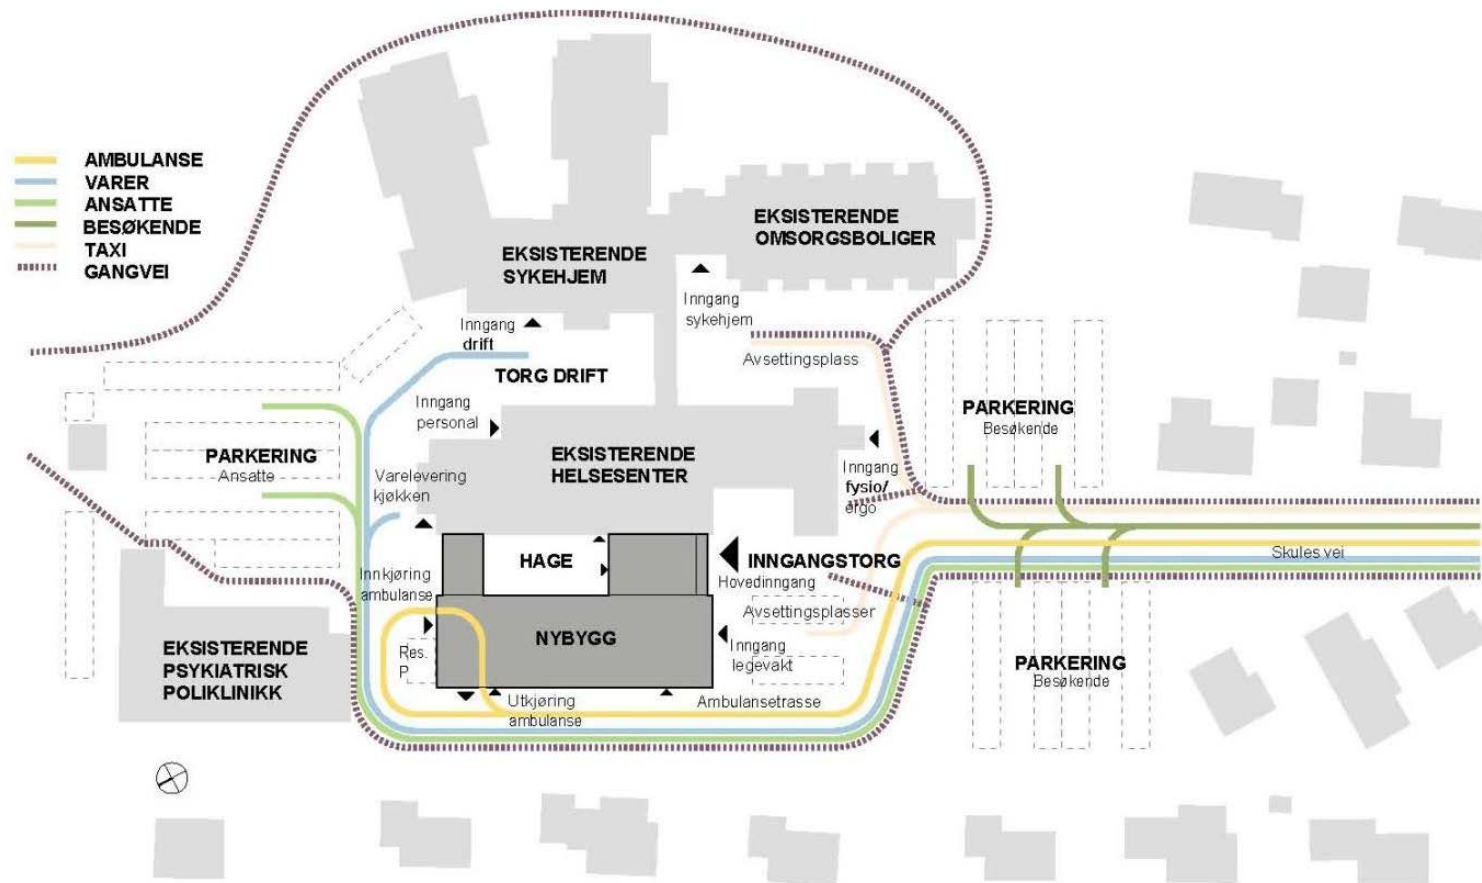 AMBULANSE
VARER
ANSATTE
BESØKENDE
TAXI
GANGVEI
EKSISTERENDE
SYKEHJEM
EKSISTERENDE
OMSORGSBOLIGER
Inngang
sykehjem
Inngang
drift
TORG DRIFT
Avsettingsplass
Inngang
personal
PARKERING
Ansatte
Varelevering
kjøkken
EKSISTERENDE
HELSESENTER
Inngang
fysio/
ergo
PARKERING
Besøkende
HAGE
INNGANGSTORG
Hovedinngang
Skules vei
Innkjøring
ambulanse
Avsettingsplasser
NYBYGG
Inngang
legevakt
Res.
P
EKSISTERENDE
PSYKIATRISK
POLIKLINIKK
Utkjøring
ambulanse
Ambulansetrasse
PARKERING
Besøkende